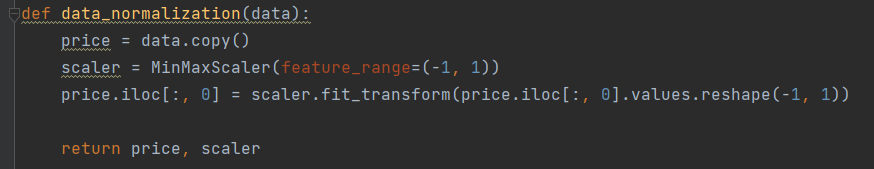 def data_normalization(data):
    price = data.copy()
    scaler = MinMaxScaler(feature_range=(-1, 1))
    price.iloc[:, 0] = scaler.fit_transform(price.iloc[:, 0].values.reshape(-1, 1))

    return price, scaler